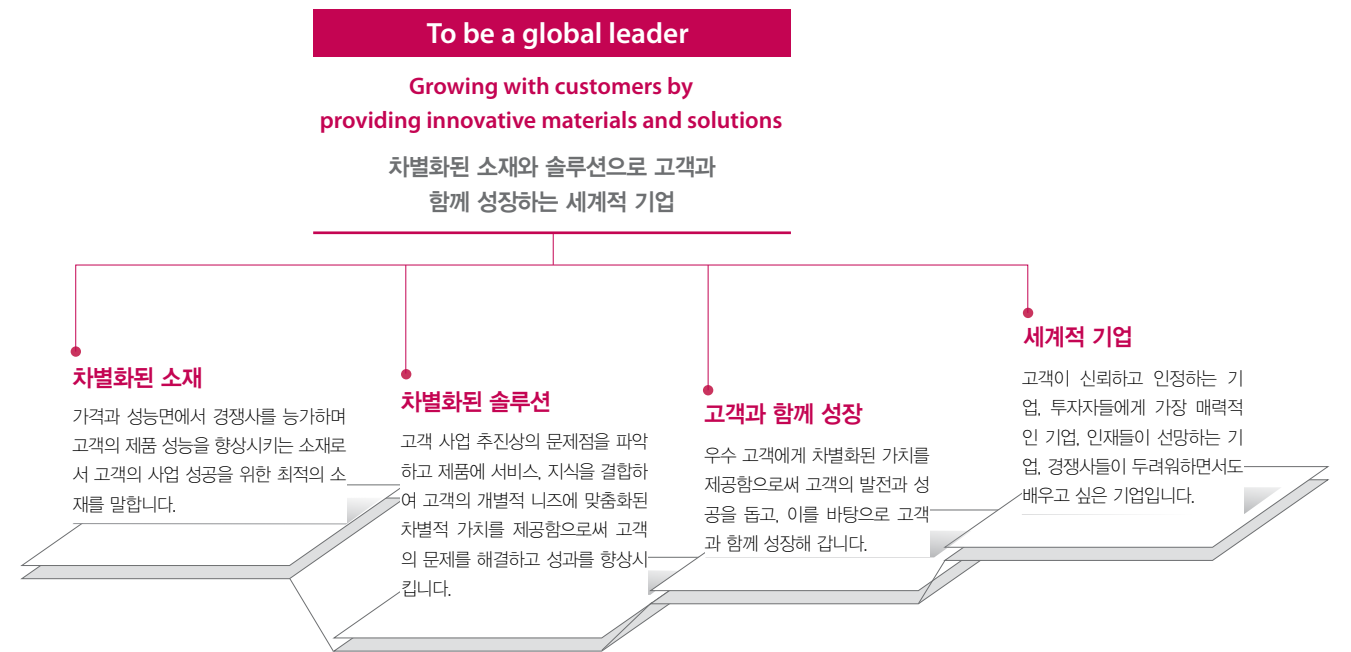 To be a global leader
Growing with customers by
providing innovative materials and solutions
차별화된 소재와 솔루션으로 고객과
함께 성장하는 세계적 기업
차별화된 소재
가격과 성능면에서 경쟁사를 능가하며
고객의 제품 성능을 향상시키는 소재로
서 고객의 사업 성공을 위한 최적의 소
재를 말합니다.
차별화된 솔루션
고객 사업 추진상의 문제점을 파악
하고 제품에 서비스, 지식을 결합하
여 고객의 개별적 니즈에 맞춤화된
차별적 가치를 제공함으로써 고객
의 문제를 해결하고 성과를 향상시
킵니다.
고객과 함께 성장
우수 고객에게 차별화된 가치를
제공함으로써 고객의 발전과 성
공을 돕고, 이를 바탕으로 고객
과 함께 성장해 갑니다.
세계적 기업
고객이 신뢰하고 인정하는 기
업, 투자자들에게 가장 매력적
인 기업, 인재들이 선망하는 기
업, 경쟁사들이 두려워하면서도
배우고 싶은 기업입니다.